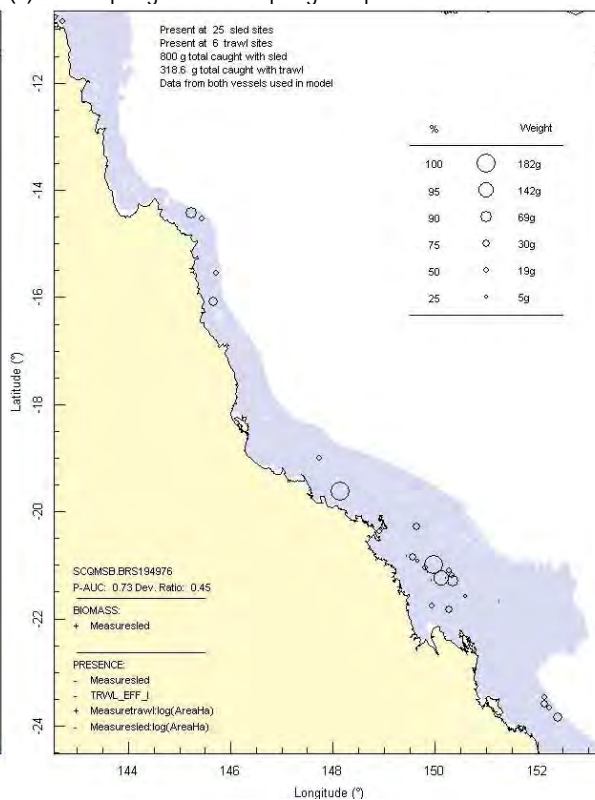 Present at 25 sled sites
Present at 6 trawl sites
800 g total caught with sled
318.6 g total caught with trawl
Data from both vessels used in model
% Weight
100 182g
95 142g
90 69g
75 30g
50 19g
25 5g
-12
-14
-16
-18
-20
-22
-24
Latitude (°)
SCQMSB.BRS194976
P-AUC: 0.73 Dev. Ratio: 0.45
BIOMASS:
+ Measuresled
PRESENCE:
- Measuresled
- TRWL_EFF_I
+ Measuretrawl:log(AreaHa)
- Measuresled:log(AreaHa)
144 146 148 150 152
Longitude (°)